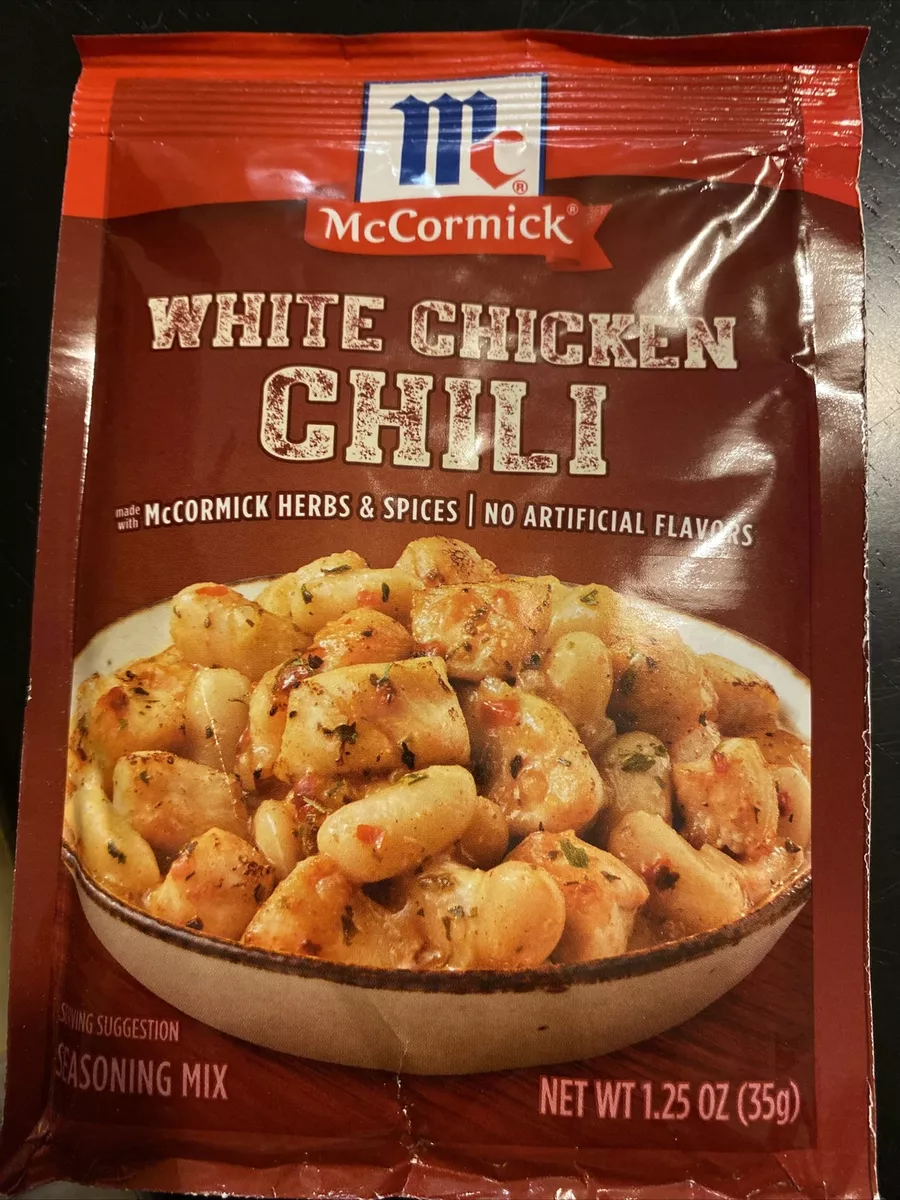 Mc®
McCormick®
WHITE CHICKEN
CHILI
made with McCORMICK HERBS & SPICES | NO ARTIFICIAL FLAVORS
SERVING SUGGESTION
SEASONING MIX
NET WT 1.25 OZ (35g)